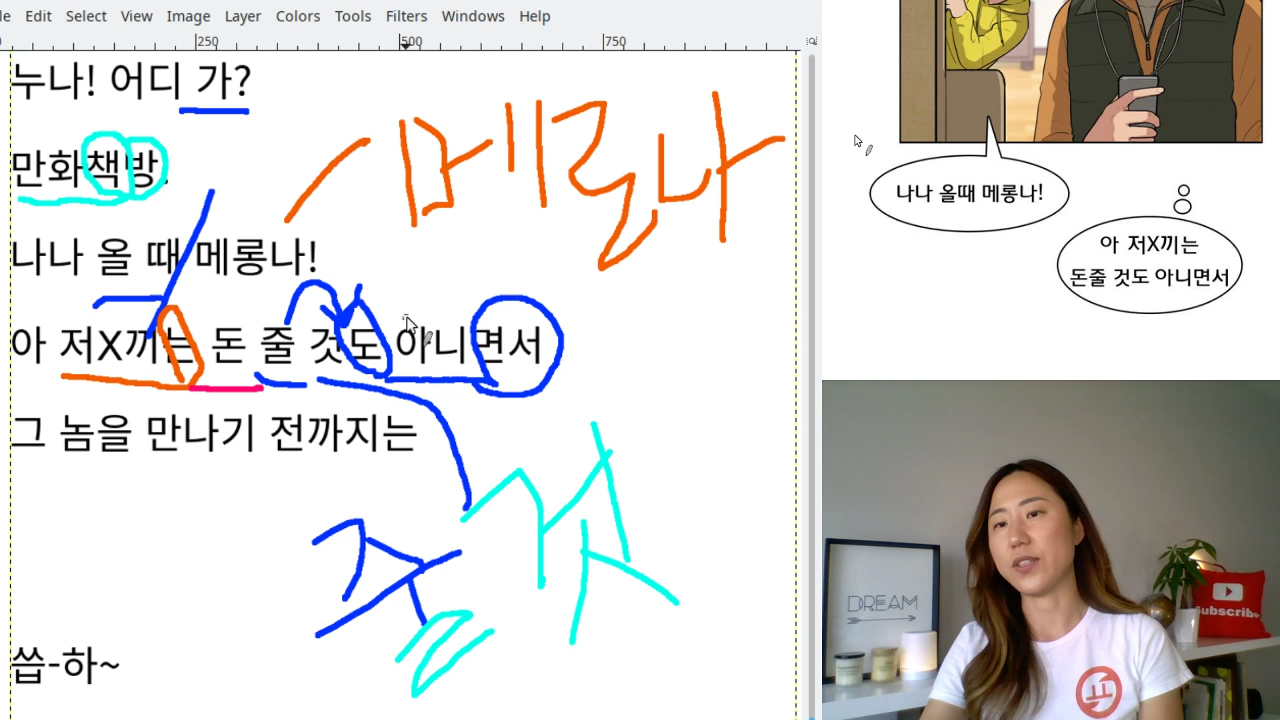 le Edit Select View Image Layer Colors Tools Filters Windows Help
250 500 750
누나! 어디 가?
만화책방.
나나 올 때 메롱나!
아 저X끼는 돈 줄 것도 아니면서
그 놈을 만나기 전까지는
씁-하~
메로나
줄
것
나나 올때 메롱나!
아 저X끼는
돈줄 것도 아니면서
DREAM
Subscribe